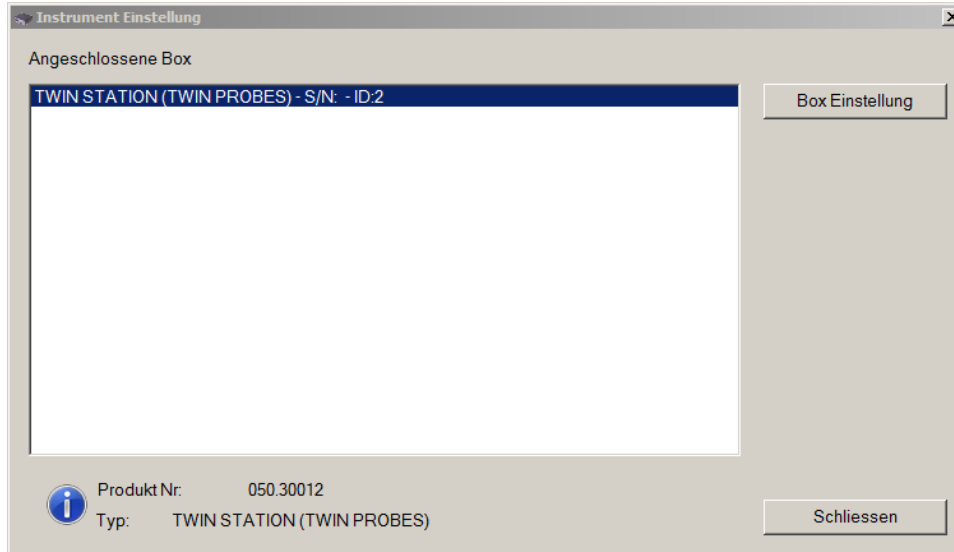 Instrument Einstellung
Angeschlossene Box
TWIN STATION (TWIN PROBES) - S/N: - ID:2
Box Einstellung
Produkt Nr: 050.30012
Typ: TWIN STATION (TWIN PROBES)
Schliessen